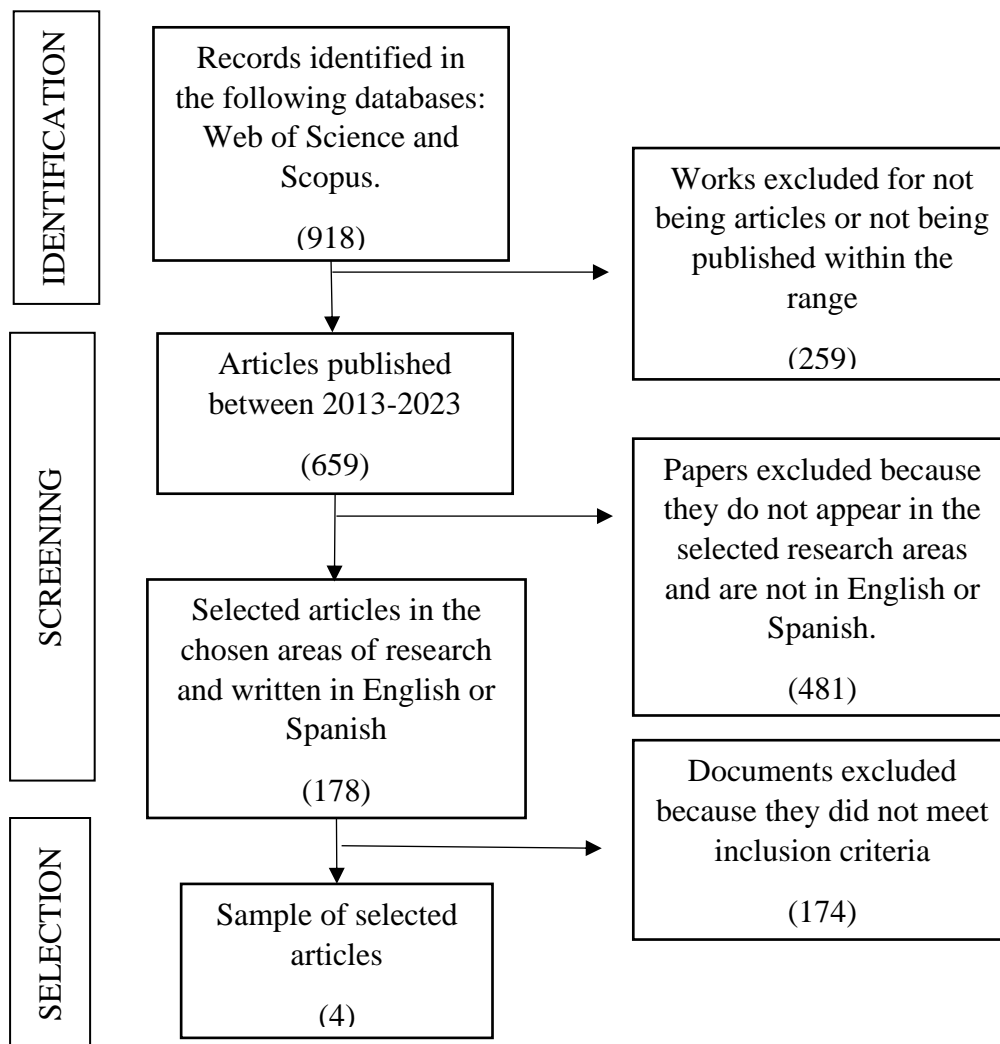 IDENTIFICATION
Records identified in
the following databases:
Web of Science and
Scopus.
(918)
Works excluded for not
being articles or not being
published within the
range
(259)
SCREENING
Articles published
between 2013-2023
(659)
Papers excluded because
they do not appear in the
selected research areas
and are not in English or
Spanish.
(481)
Selected articles in the
chosen areas of research
and written in English or
Spanish
(178)
Documents excluded
because they did not meet
inclusion criteria
(174)
SELECTION
Sample of selected
articles
(4)